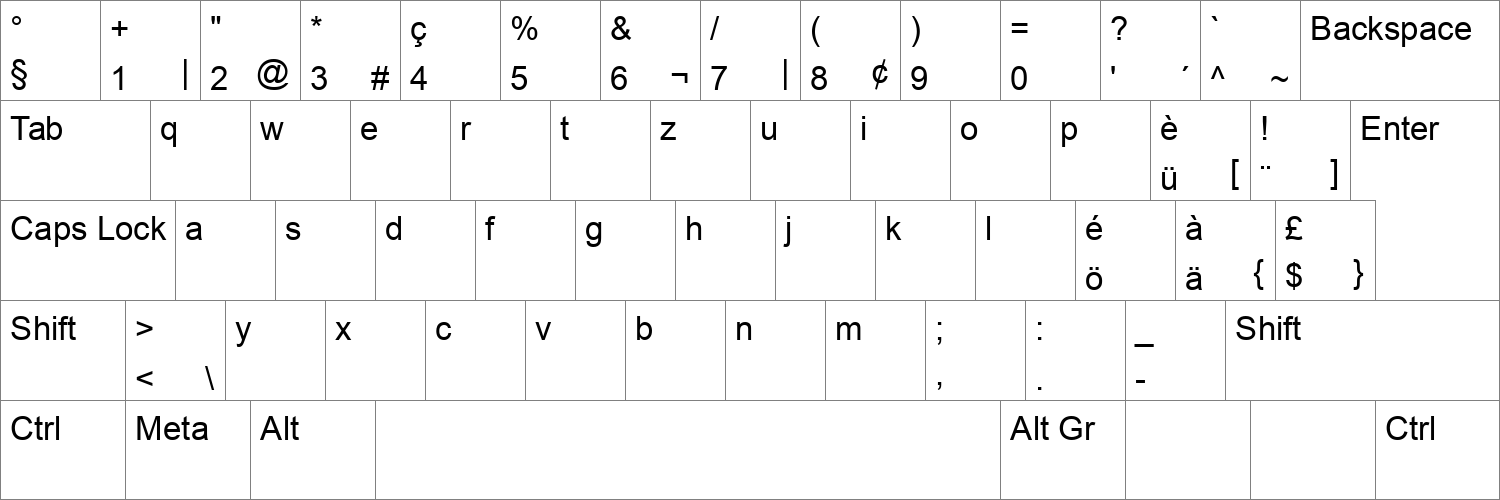 ° + " * ç % & / ( ) = ? ` Backspace
§ 1 | 2 @ 3 # 4 5 6 ¬ 7 | 8 ¢ 9 0 ' ´ ^ ~
Tab q w e r t z u i o p è ! Enter
ü [ ¨ ]
Caps Lock a s d f g h j k l é à £
ö ä { $ }
Shift > y x c v b n m ; : _ Shift
< \ , . -
Ctrl Meta Alt Alt Gr Ctrl